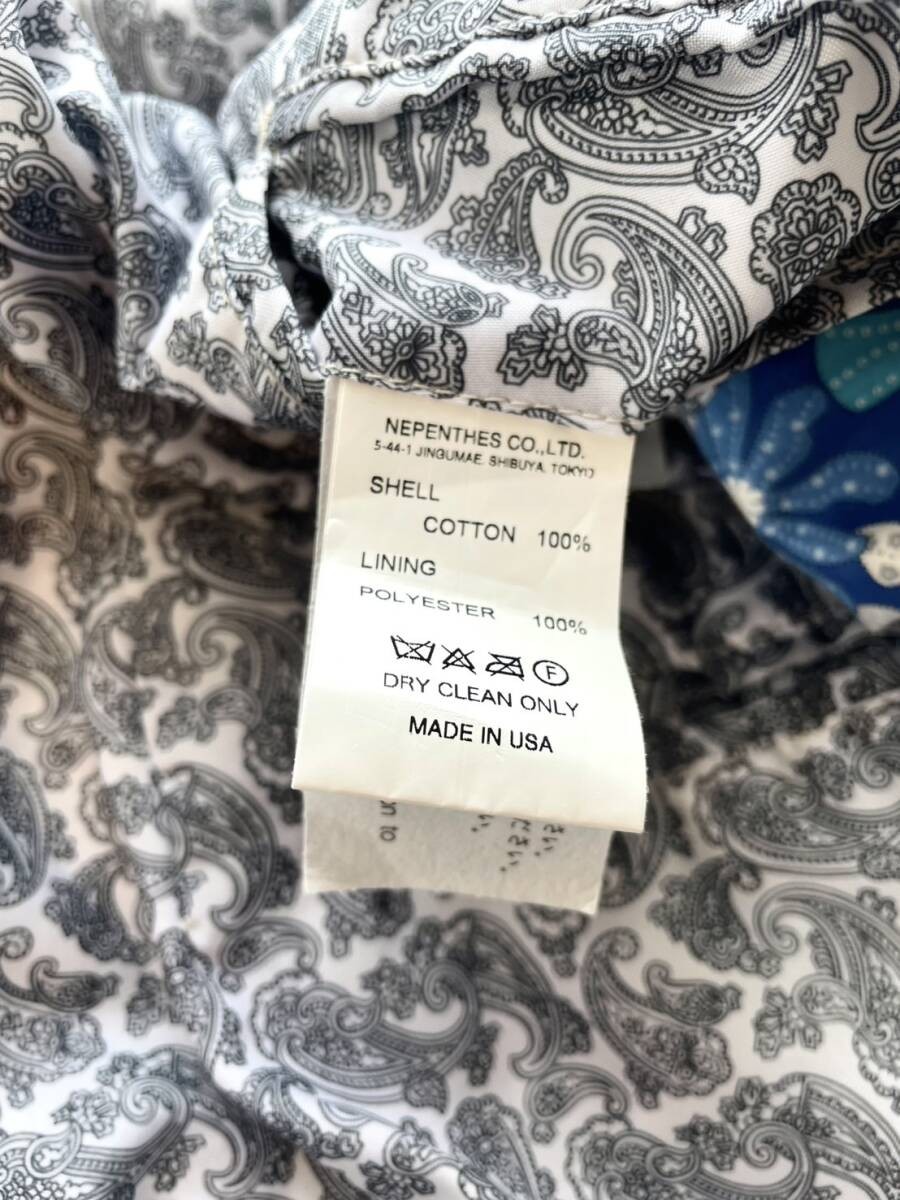 NEPENTHES CO.,LTD.
5-44-1 JINGUMAE. SHIBUYA. TOKYO
SHELL
COTTON 100%
LINING
POLYESTER 100%
F
DRY CLEAN ONLY
MADE IN USA